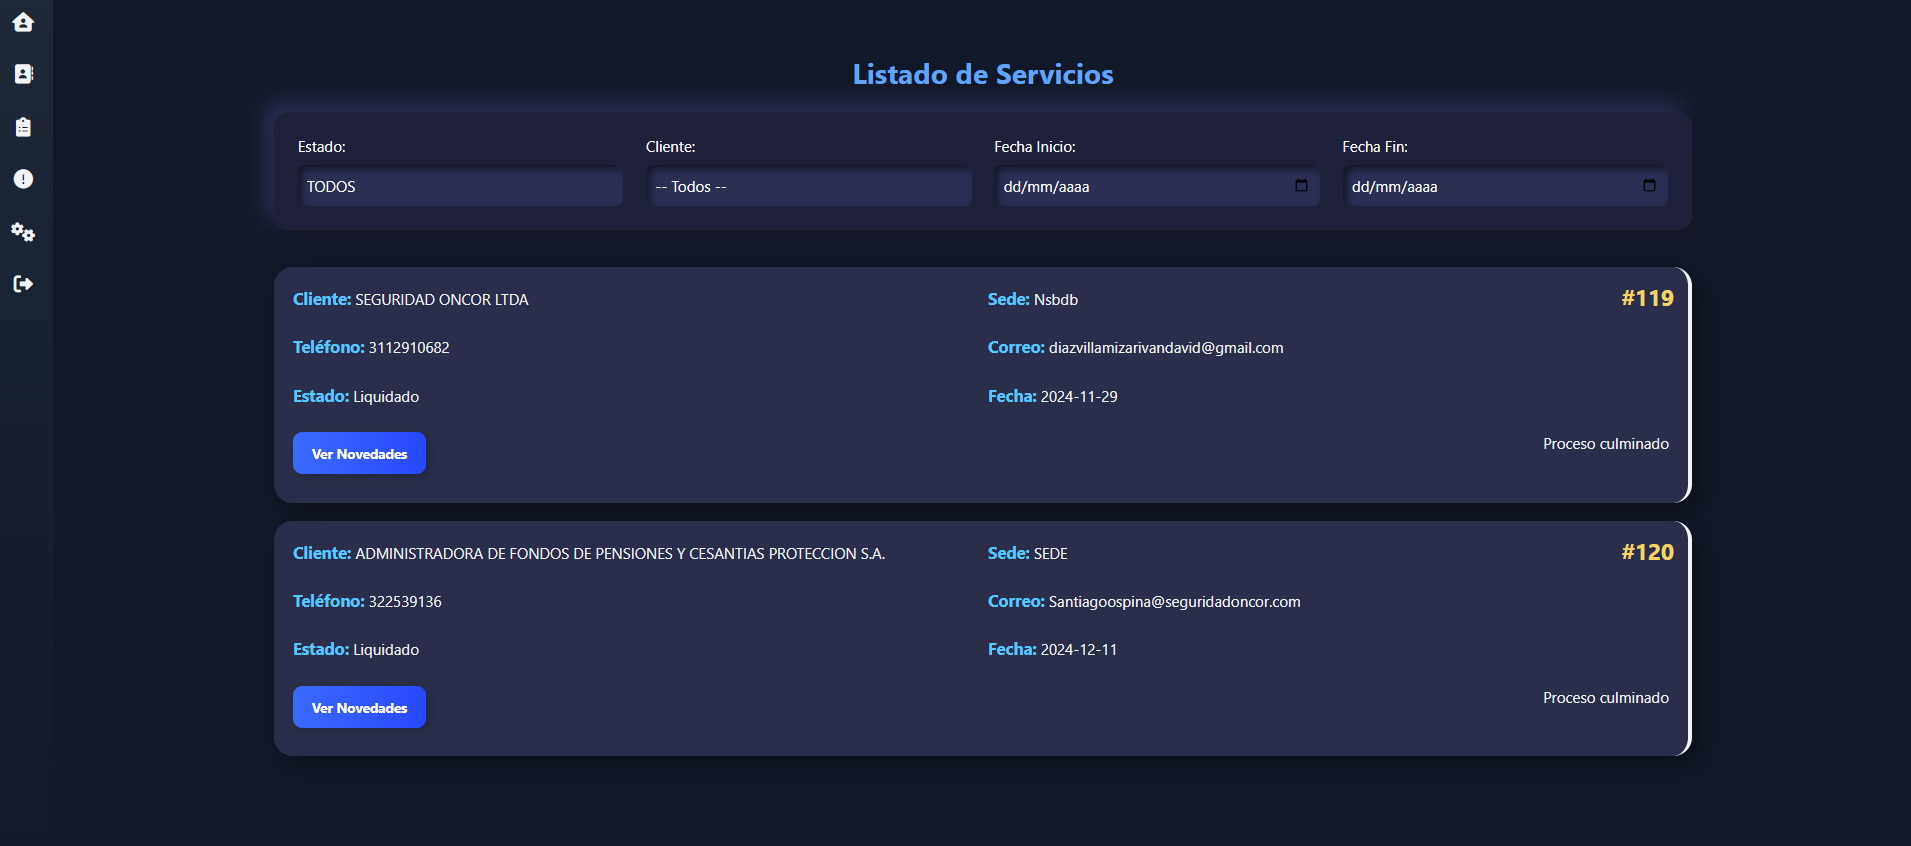 Listado de Servicios
Estado: Cliente: Fecha Inicio: Fecha Fin:
TODOS -- Todos -- dd/mm/aaaa dd/mm/aaaa
Cliente: SEGURIDAD ONCOR LTDA Sede: Nsbdb #119
Teléfono: 3112910682 Correo: diazvillamizarivandavid@gmail.com
Estado: Liquidado Fecha: 2024-11-29
Ver Novedades Proceso culminado
Cliente: ADMINISTRADORA DE FONDOS DE PENSIONES Y CESANTIAS PROTECCION S.A. Sede: SEDE #120
Teléfono: 322539136 Correo: Santiagoospina@seguridadoncor.com
Estado: Liquidado Fecha: 2024-12-11
Ver Novedades Proceso culminado